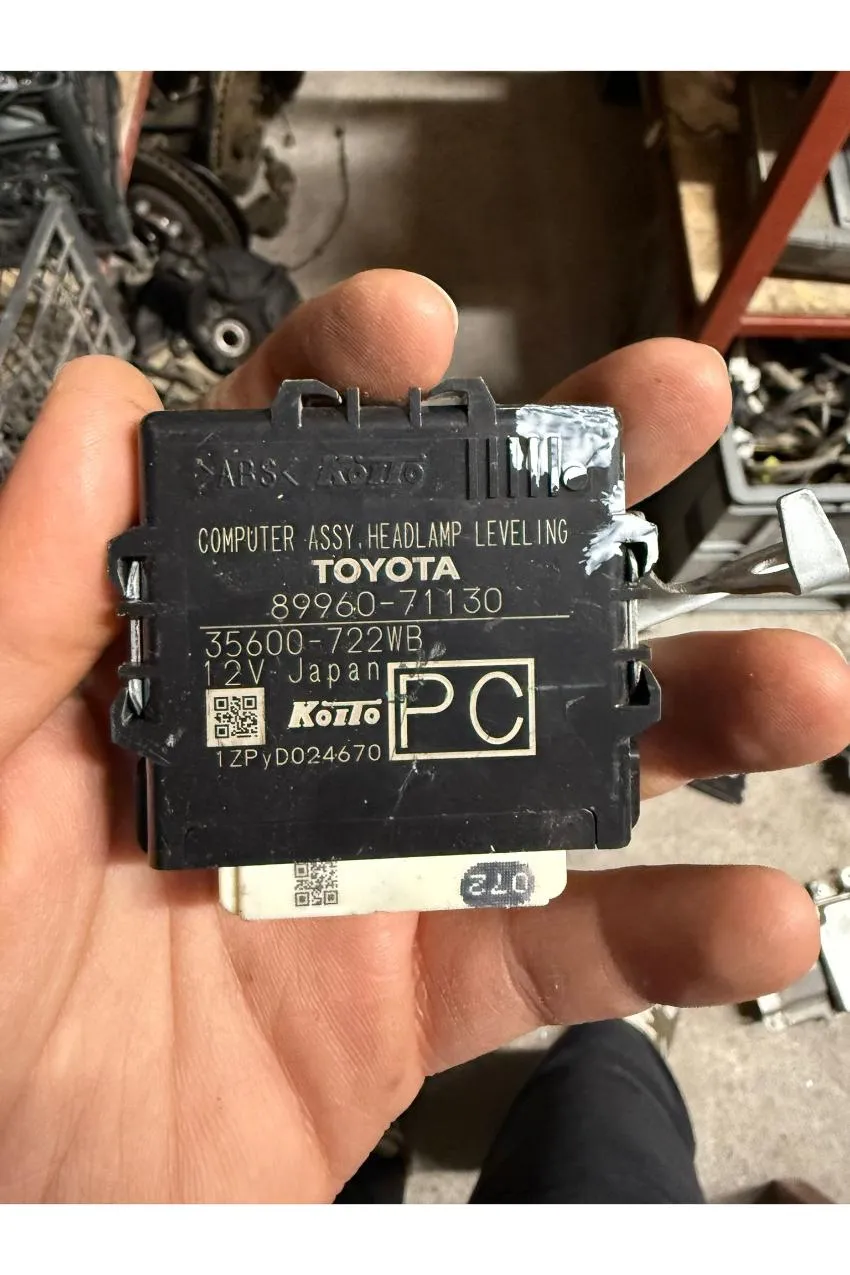 >ABS< KOITO
COMPUTER ASSY,HEADLAMP LEVELING
TOYOTA
89960-71130
35600-722WB
12V Japan
KOITO
PC
1ZPyD024670
072